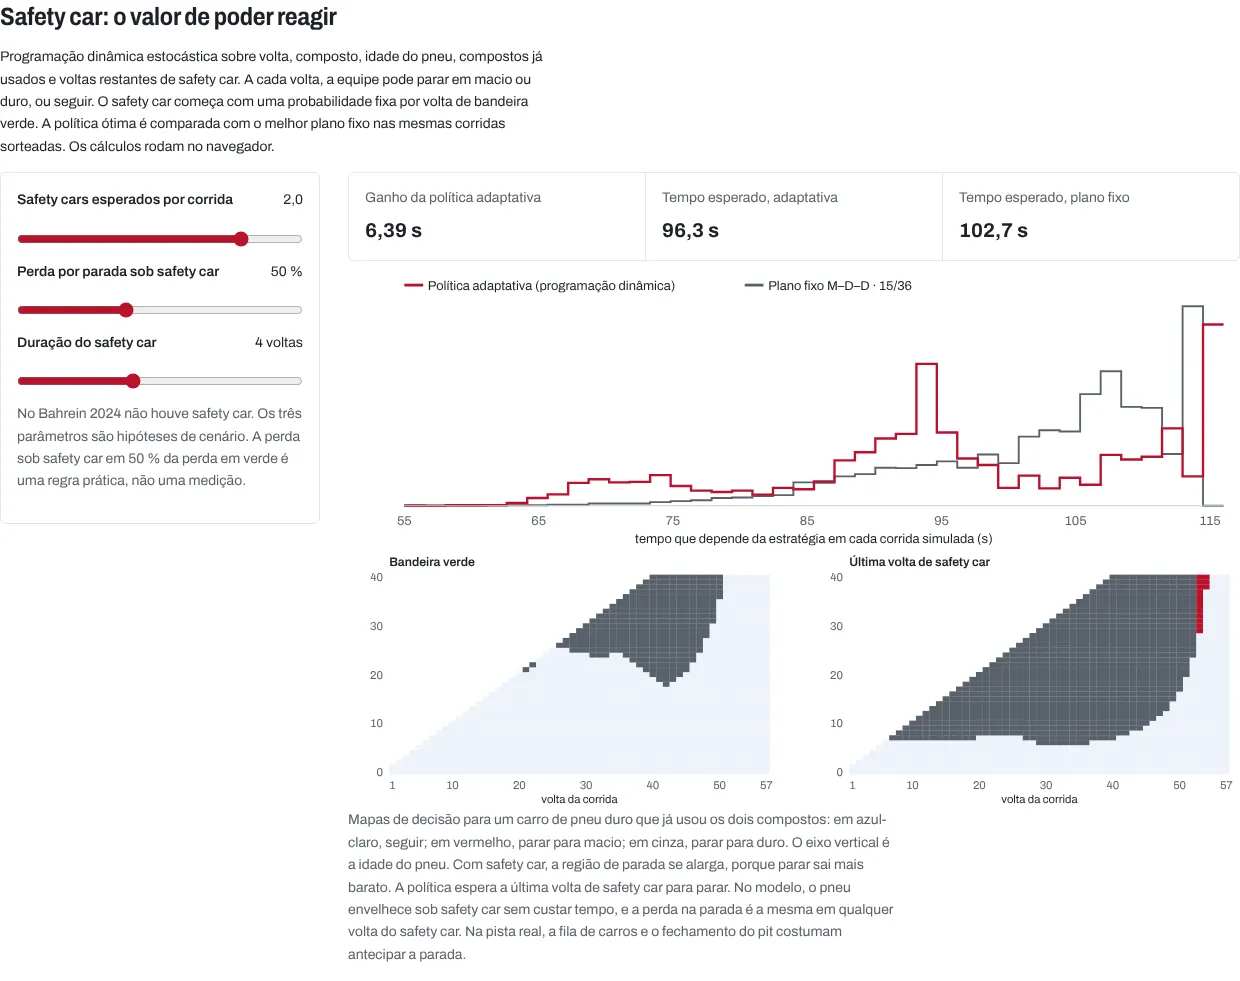 Safety car: o valor de poder reagir
Programação dinâmica estocástica sobre volta, composto, idade do pneu, compostos já
usados e voltas restantes de safety car. A cada volta, a equipe pode parar em macio ou
duro, ou seguir. O safety car começa com uma probabilidade fixa por volta de bandeira
verde. A política ótima é comparada com o melhor plano fixo nas mesmas corridas
sorteadas. Os cálculos rodam no navegador.
Safety cars esperados por corrida 2,0
Perda por parada sob safety car 50 %
Duração do safety car 4 voltas
No Bahrein 2024 não houve safety car. Os três
parâmetros são hipóteses de cenário. A perda
sob safety car em 50 % da perda em verde é
uma regra prática, não uma medição.
Ganho da política adaptativa
6,39 s
Tempo esperado, adaptativa
96,3 s
Tempo esperado, plano fixo
102,7 s
Política adaptativa (programação dinâmica) Plano fixo M–D–D · 15/36
55 65 75 85 95 105 115
tempo que depende da estratégia em cada corrida simulada (s)
Bandeira verde
40
30
20
10
0
1 10 20 30 40 50 57
volta da corrida
Última volta de safety car
40
30
20
10
0
1 10 20 30 40 50 57
volta da corrida
Mapas de decisão para um carro de pneu duro que já usou os dois compostos: em azul-
claro, seguir; em vermelho, parar para macio; em cinza, parar para duro. O eixo vertical é
a idade do pneu. Com safety car, a região de parada se alarga, porque parar sai mais
barato. A política espera a última volta de safety car para parar. No modelo, o pneu
envelhece sob safety car sem custar tempo, e a perda na parada é a mesma em qualquer
volta do safety car. Na pista real, a fila de carros e o fechamento do pit costumam
antecipar a parada.